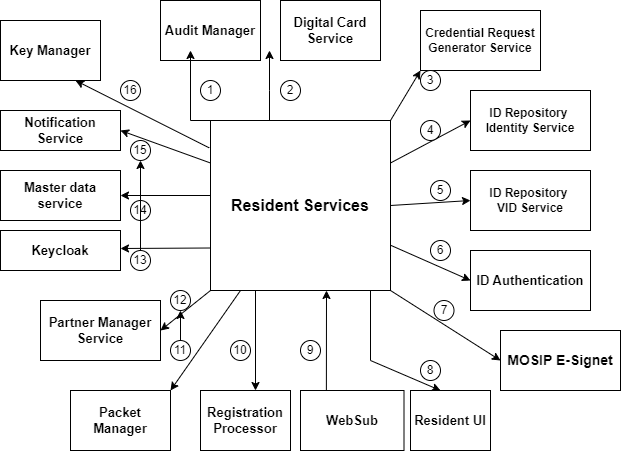 Audit Manager
Digital Card
Service
Credential Request
Generator Service
Key Manager
16
1
2
3
Notification
Service
15
4
ID Repository
Identity Service
Master data
service
14
Resident Services
5
ID Repository
VID Service
Keycloak
13
6
ID Authentication
12
Partner Manager
Service
11
10
9
7
8
MOSIP E-Signet
Packet
Manager
Registration
Processor
WebSub
Resident UI